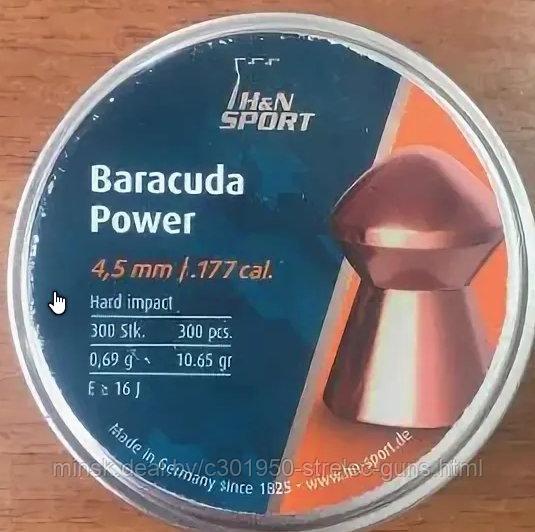 H&N
SPORT
Baracuda
Power
4,5 mm | .177 cal.
Hard impact
300 Stk. 300 pcs.
0,69 g 10.65 gr
E ≥ 16 J
Made in Germany since 1825 - www.hn-sport.de
minsk.deal.by/c301950-strelec-guns.html